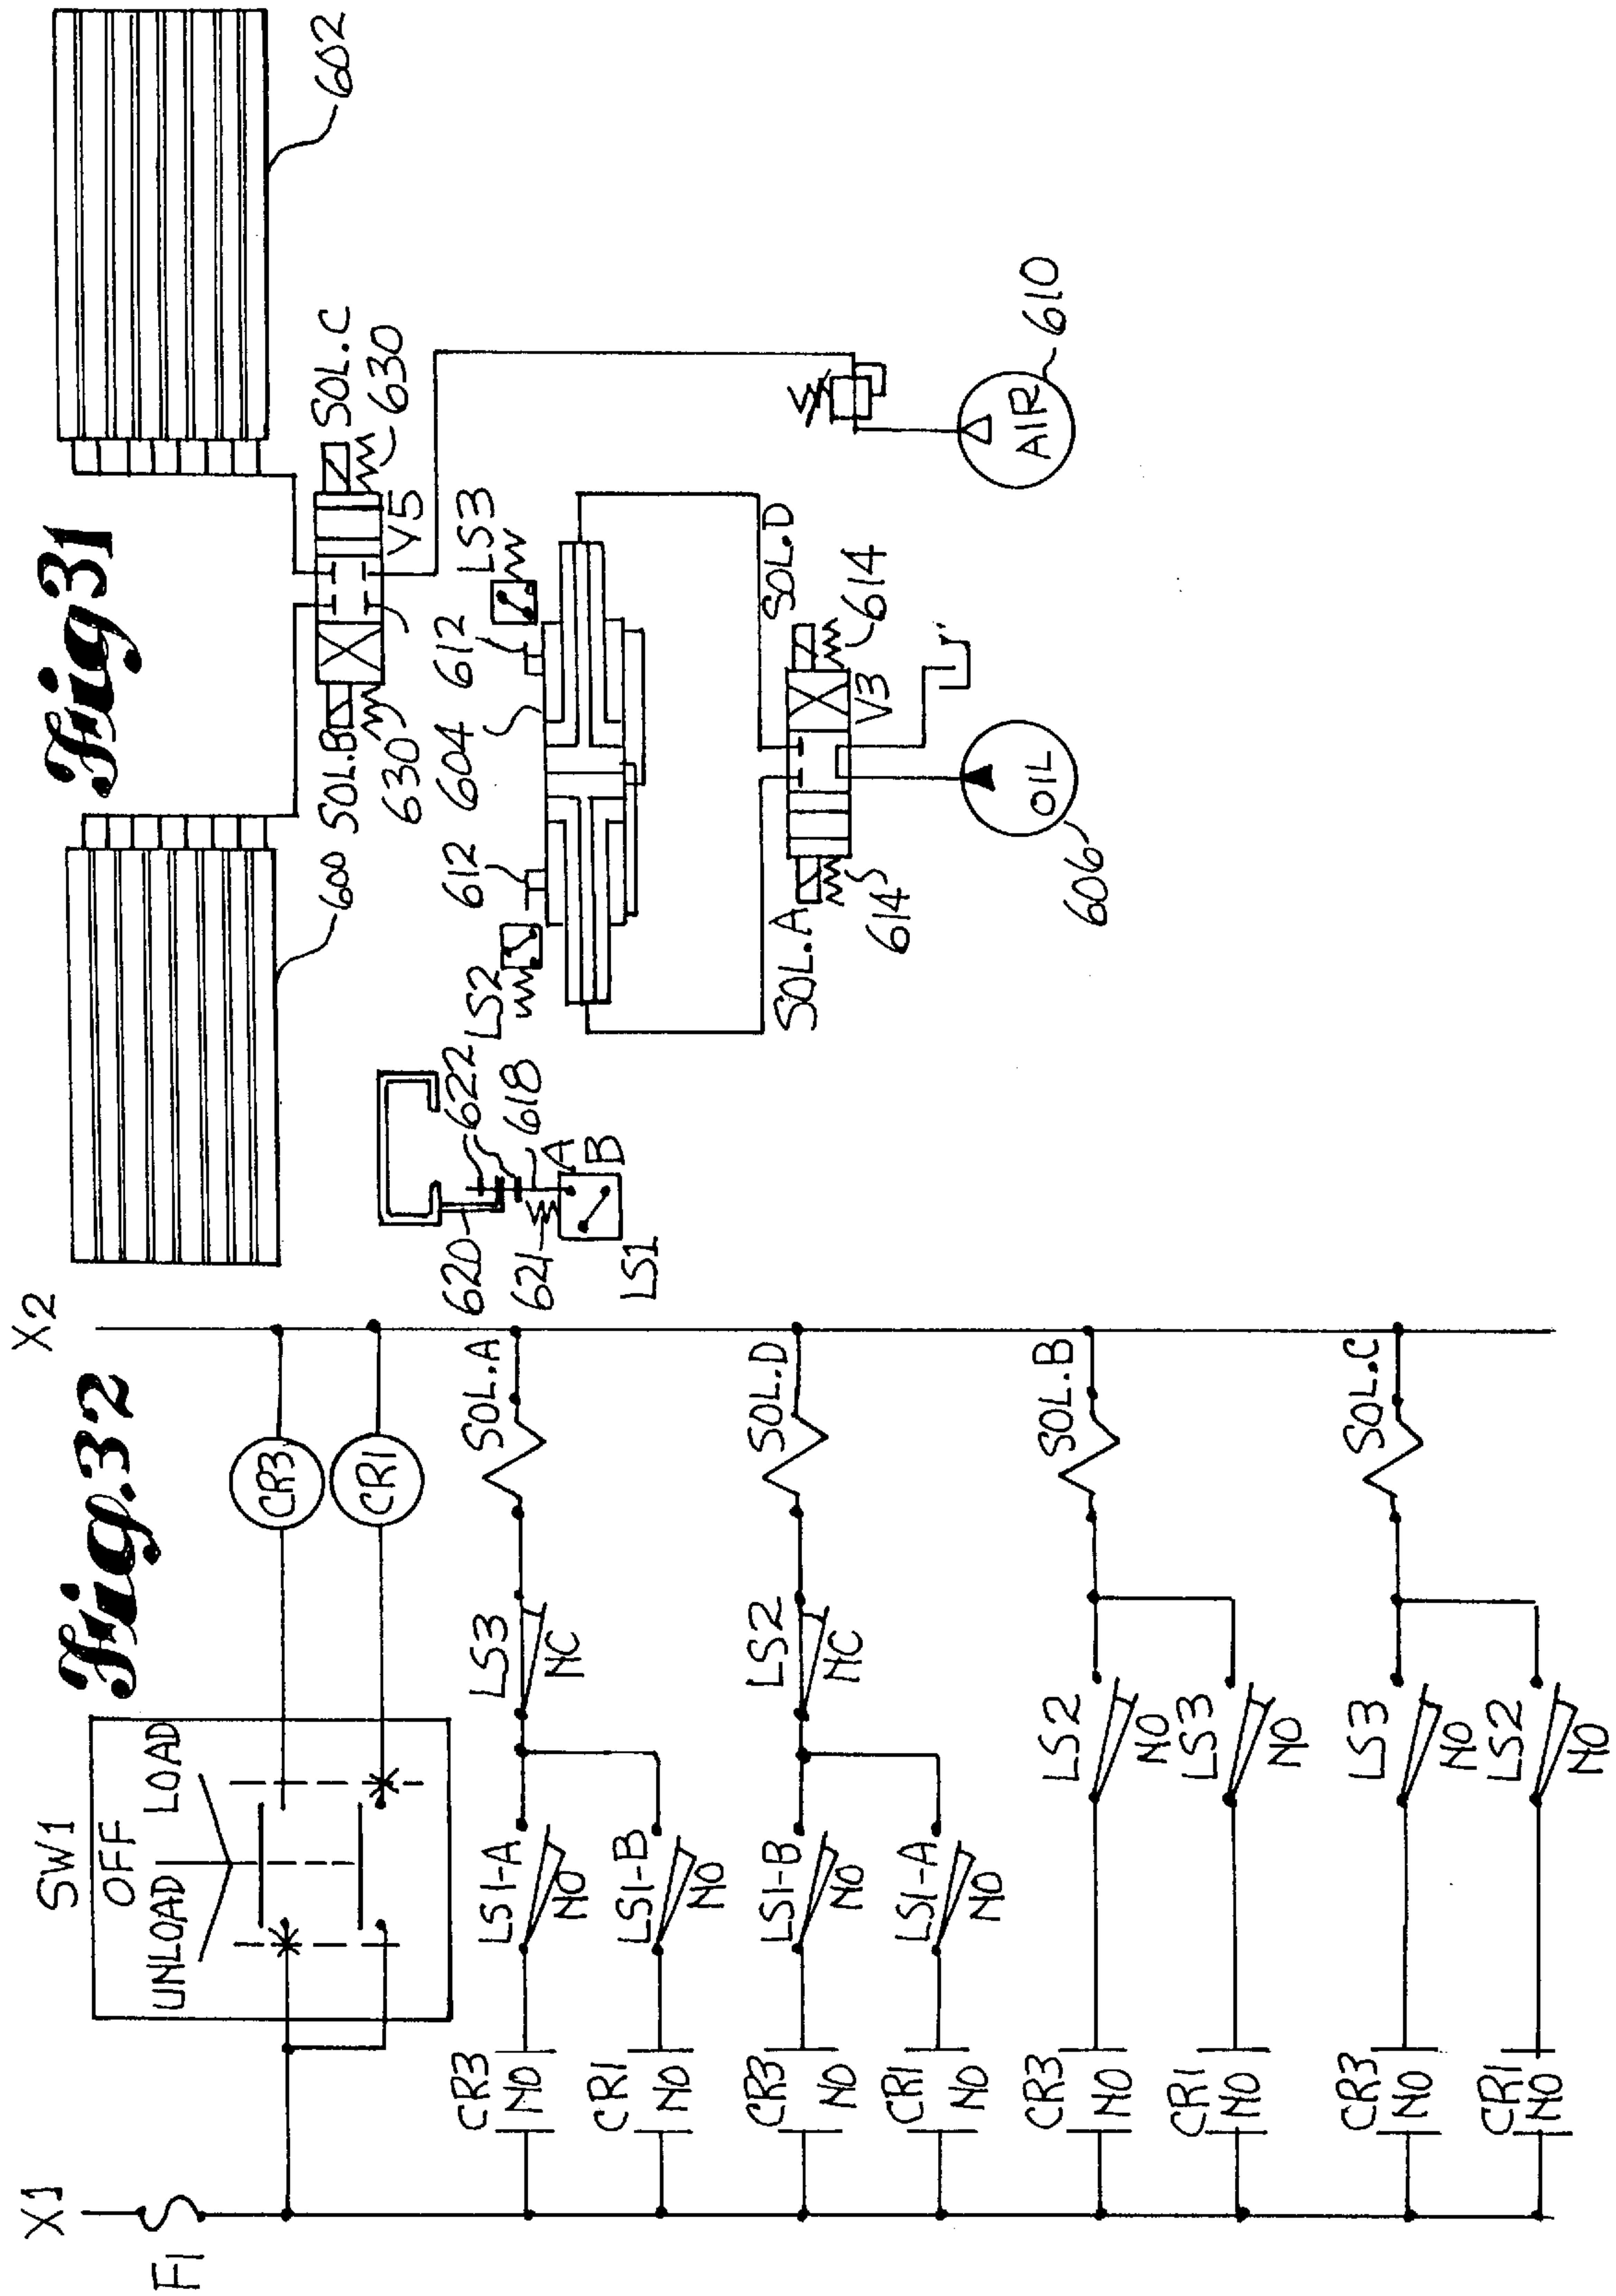 Fig 31
602
SOL.C
630
V5
SOL.B
630
600
LS3
612
604
612
LS2
SOL.D
614
V3
SOL.A
614
AIR
610
OIL
606
622
618
A
B
620
621
LS1
Fig.32
X1
X2
F1
SW1
OFF
UNLOAD
LOAD
CR3
CR1
CR3
NO
LS1-A
NO
LS3
NC
SOL.A
CR1
NO
LS1-B
NO
CR3
NO
LS1-B
NO
LS2
NC
SOL.D
CR1
NO
LS1-A
NO
CR3
NO
LS2
NO
SOL.B
CR1
NO
LS3
NO
CR3
NO
LS3
NO
SOL.C
CR1
NO
LS2
NO